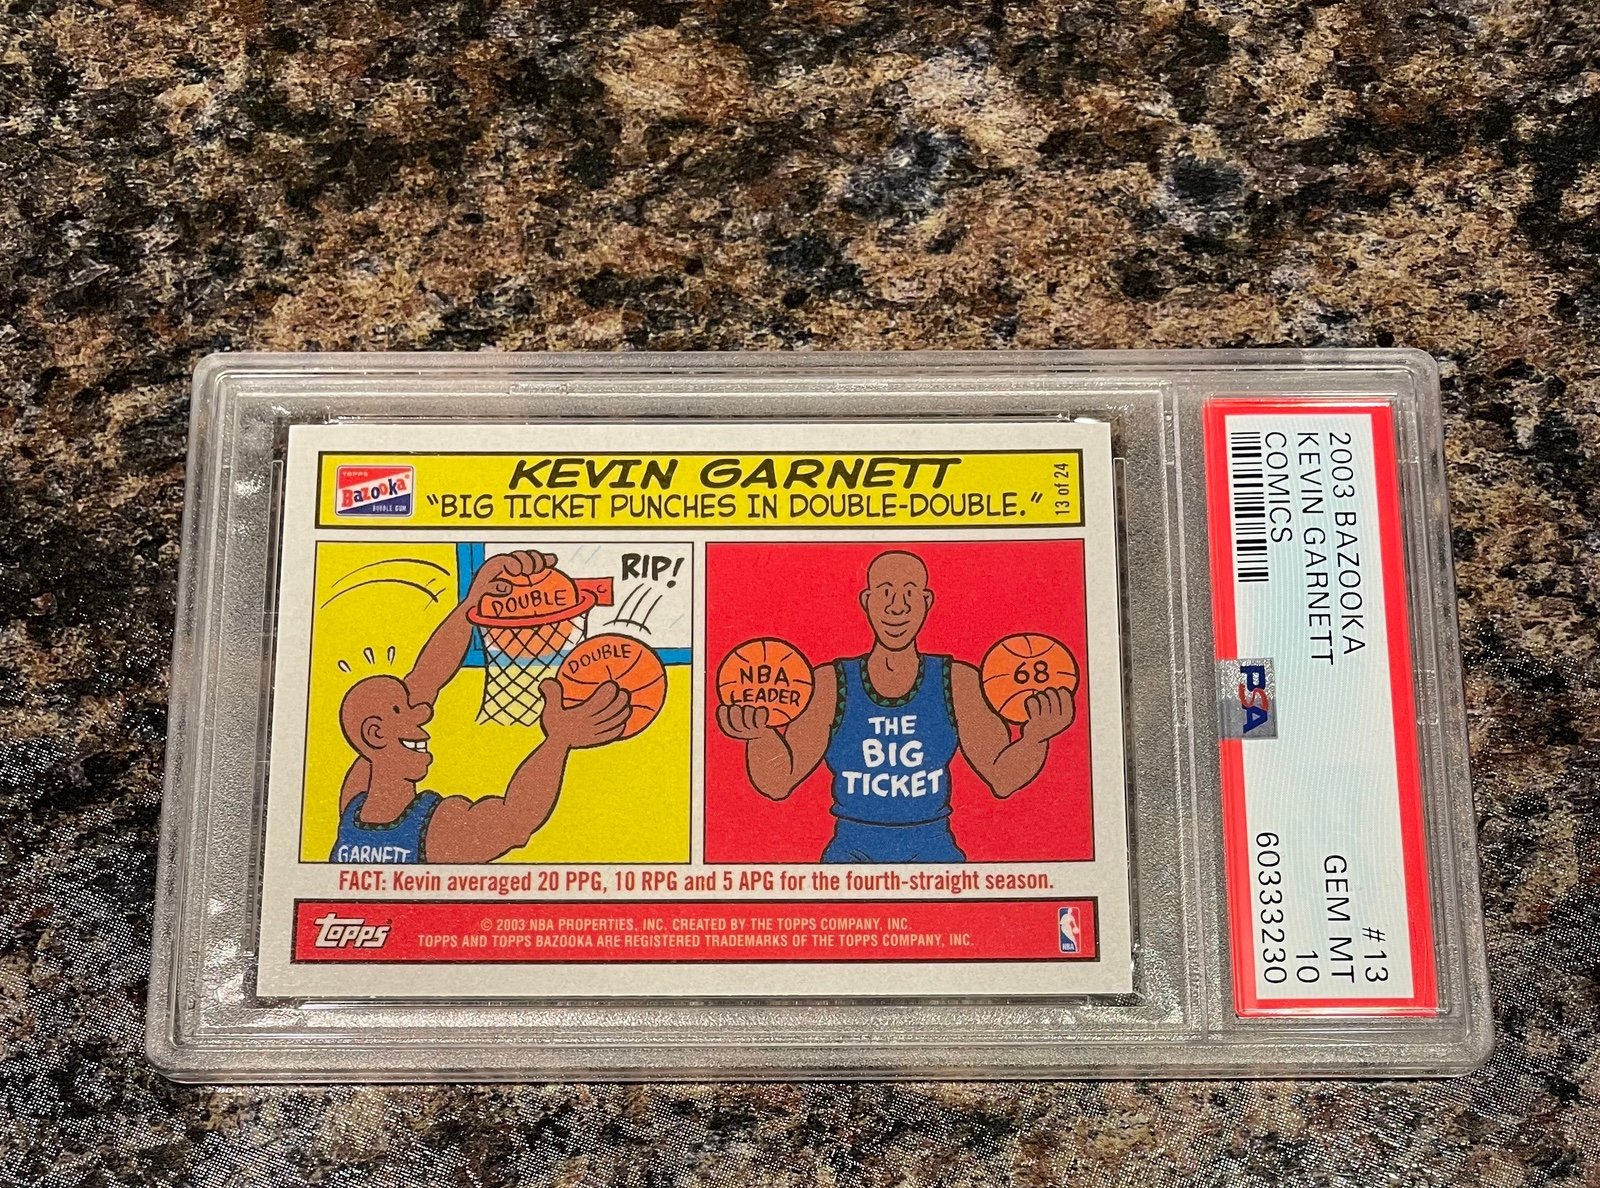 TOPPS
Bazooka
BUBBLE GUM
KEVIN GARNETT
"BIG TICKET PUNCHES IN DOUBLE-DOUBLE."
13 of 24
RIP!
DOUBLE
DOUBLE
GARNETT
NBA
LEADER
68
THE
BIG
TICKET
FACT: Kevin averaged 20 PPG, 10 RPG and 5 APG for the fourth-straight season.
topps
© 2003 NBA PROPERTIES, INC. CREATED BY THE TOPPS COMPANY, INC.
TOPPS AND TOPPS BAZOOKA ARE REGISTERED TRADEMARKS OF THE TOPPS COMPANY, INC.
NBA
2003 BAZOOKA #13
KEVIN GARNETT GEM MT
COMICS 10
PSA
60333230